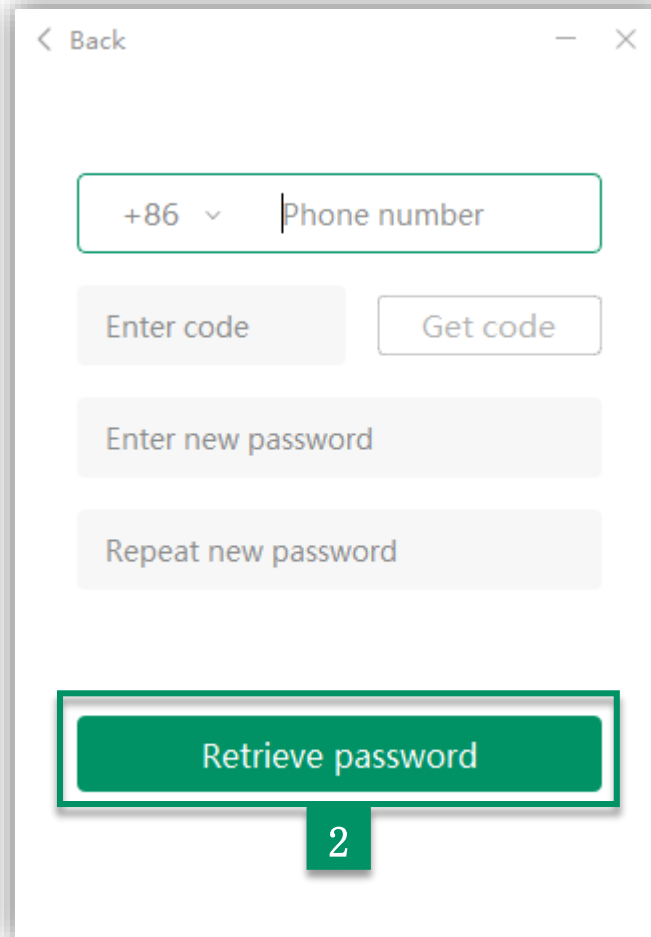 Back
+86 Phone number
Enter code Get code
Enter new password
Repeat new password
Retrieve password
2